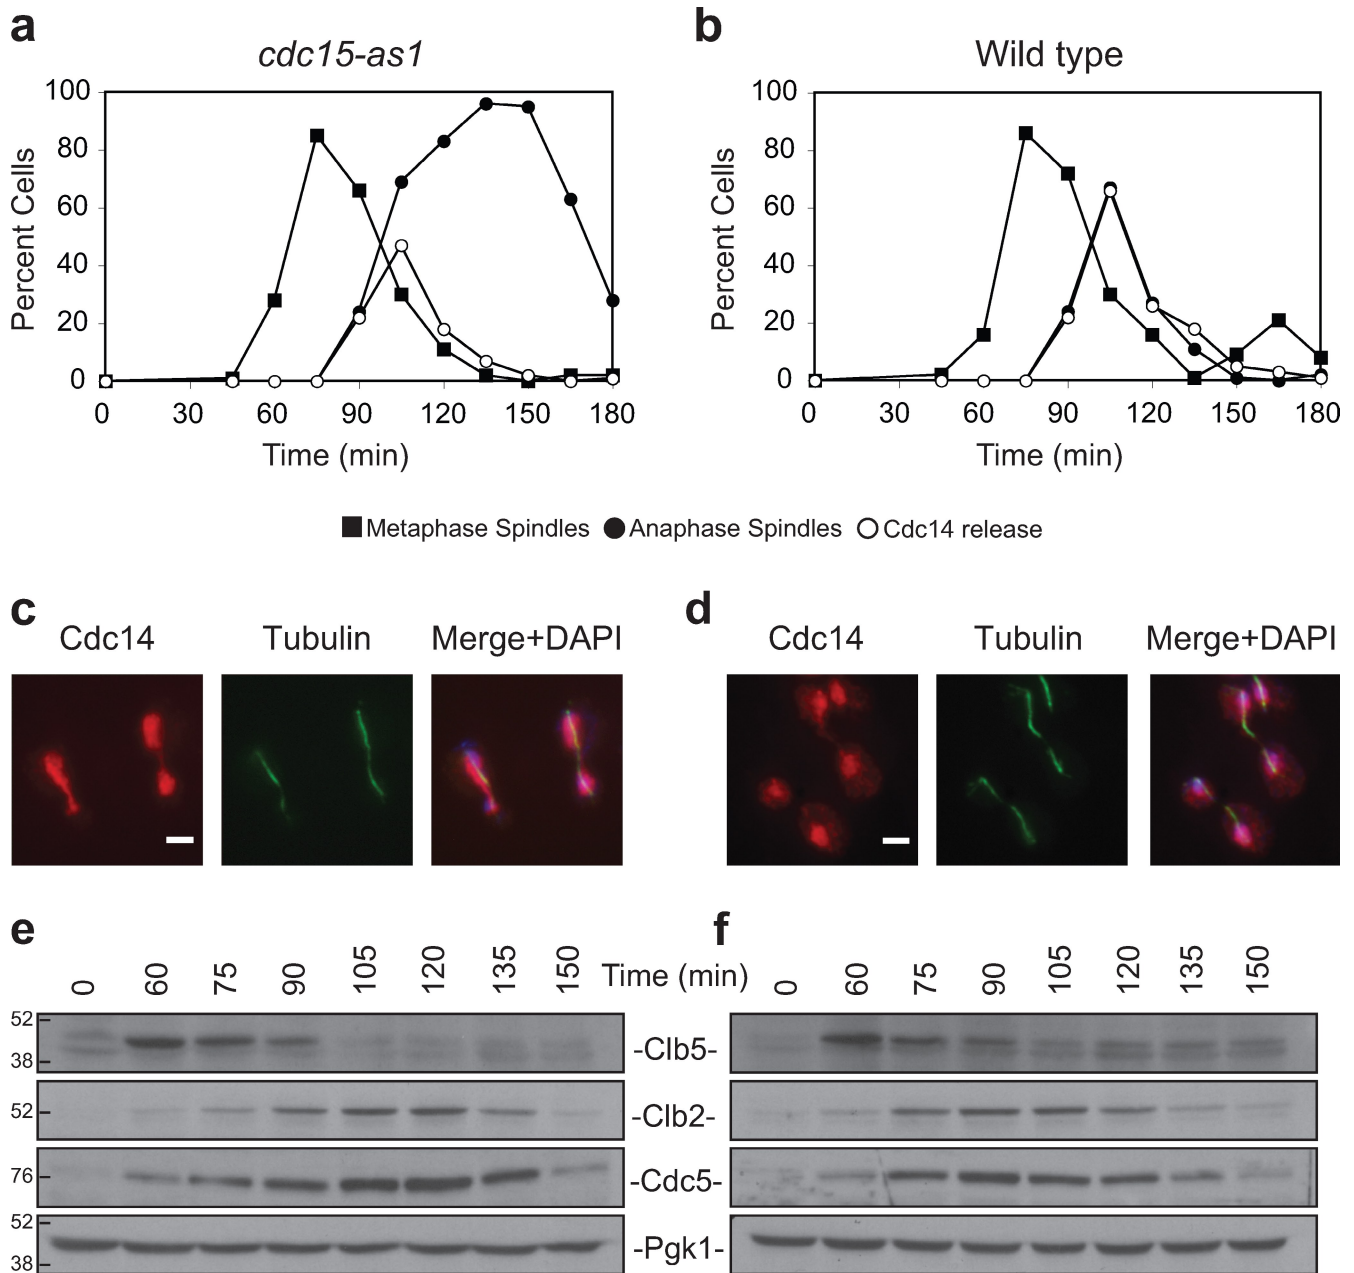 a
b
cdc15-as1
Wild type
100
80
60
40
20
0
Percent Cells
0 30 60 90 120 150 180
Time (min)
100
80
60
40
20
0
Percent Cells
0 30 60 90 120 150 180
Time (min)
Metaphase Spindles Anaphase Spindles Cdc14 release
c
Cdc14 Tubulin Merge+DAPI
d
Cdc14 Tubulin Merge+DAPI
e
f
0 60 75 90 105 120 135 150 Time (min) 0 60 75 90 105 120 135 150
52
38
-Clb5-
52
-Clb2-
76
-Cdc5-
52
38
-Pgk1-